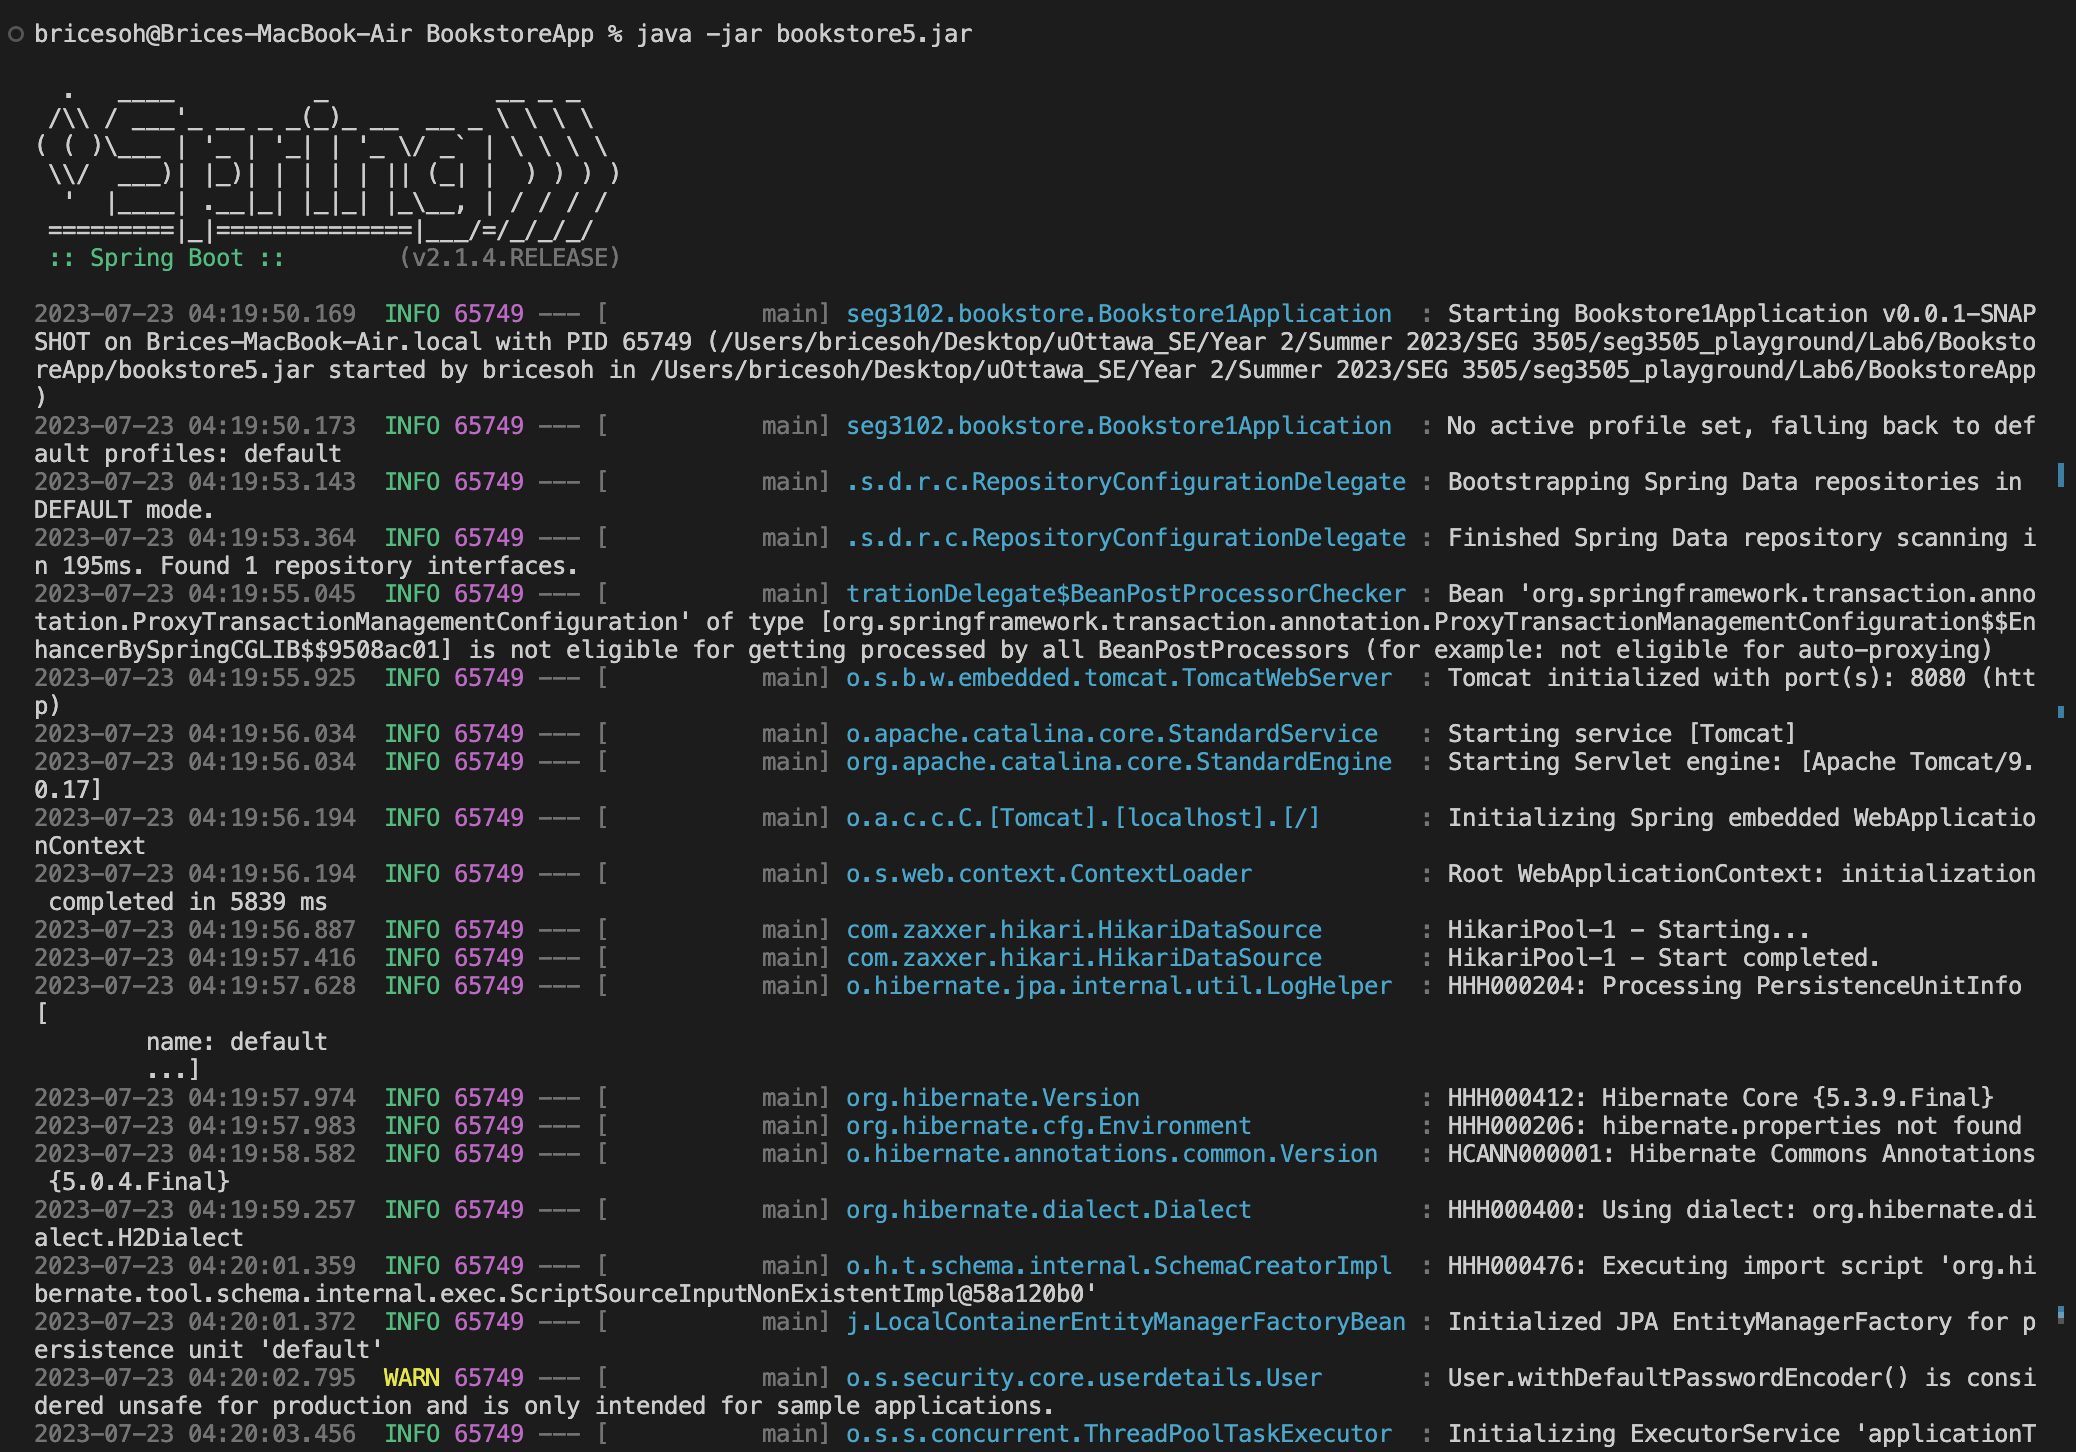 bricesoh@Brices-MacBook-Air BookstoreApp % java -jar bookstore5.jar

  .   ____          _            __ _ _
 /\\ / ___'_ __ _ _(_)_ __  __ _ \ \ \ \
( ( )\___ | '_ | '_| | '_ \/ _` | \ \ \ \
 \\/  ___)| |_)| | | | | || (_| |  ) ) ) )
  '  |____| .__|_| |_|_| |_\__, | / / / /
 =========|_|==============|___/=/_/_/_/
 :: Spring Boot ::        (v2.1.4.RELEASE)

2023-07-23 04:19:50.169  INFO 65749 --- [           main] seg3102.bookstore.Bookstore1Application  : Starting Bookstore1Application v0.0.1-SNAP
SHOT on Brices-MacBook-Air.local with PID 65749 (/Users/bricesoh/Desktop/uOttawa_SE/Year 2/Summer 2023/SEG 3505/seg3505_playground/Lab6/Booksto
reApp/bookstore5.jar started by bricesoh in /Users/bricesoh/Desktop/uOttawa_SE/Year 2/Summer 2023/SEG 3505/seg3505_playground/Lab6/BookstoreApp
)
2023-07-23 04:19:50.173  INFO 65749 --- [           main] seg3102.bookstore.Bookstore1Application  : No active profile set, falling back to def
ault profiles: default
2023-07-23 04:19:53.143  INFO 65749 --- [           main] .s.d.r.c.RepositoryConfigurationDelegate : Bootstrapping Spring Data repositories in
DEFAULT mode.
2023-07-23 04:19:53.364  INFO 65749 --- [           main] .s.d.r.c.RepositoryConfigurationDelegate : Finished Spring Data repository scanning i
n 195ms. Found 1 repository interfaces.
2023-07-23 04:19:55.045  INFO 65749 --- [           main] trationDelegate$BeanPostProcessorChecker : Bean 'org.springframework.transaction.anno
tation.ProxyTransactionManagementConfiguration' of type [org.springframework.transaction.annotation.ProxyTransactionManagementConfiguration$$En
hancerBySpringCGLIB$$9508ac01] is not eligible for getting processed by all BeanPostProcessors (for example: not eligible for auto-proxying)
2023-07-23 04:19:55.925  INFO 65749 --- [           main] o.s.b.w.embedded.tomcat.TomcatWebServer  : Tomcat initialized with port(s): 8080 (htt
p)
2023-07-23 04:19:56.034  INFO 65749 --- [           main] o.apache.catalina.core.StandardService   : Starting service [Tomcat]
2023-07-23 04:19:56.034  INFO 65749 --- [           main] org.apache.catalina.core.StandardEngine  : Starting Servlet engine: [Apache Tomcat/9.
0.17]
2023-07-23 04:19:56.194  INFO 65749 --- [           main] o.a.c.c.C.[Tomcat].[localhost].[/]       : Initializing Spring embedded WebApplicatio
nContext
2023-07-23 04:19:56.194  INFO 65749 --- [           main] o.s.web.context.ContextLoader            : Root WebApplicationContext: initialization
 completed in 5839 ms
2023-07-23 04:19:56.887  INFO 65749 --- [           main] com.zaxxer.hikari.HikariDataSource       : HikariPool-1 - Starting...
2023-07-23 04:19:57.416  INFO 65749 --- [           main] com.zaxxer.hikari.HikariDataSource       : HikariPool-1 - Start completed.
2023-07-23 04:19:57.628  INFO 65749 --- [           main] o.hibernate.jpa.internal.util.LogHelper  : HHH000204: Processing PersistenceUnitInfo
[
        name: default
        ...]
2023-07-23 04:19:57.974  INFO 65749 --- [           main] org.hibernate.Version                    : HHH000412: Hibernate Core {5.3.9.Final}
2023-07-23 04:19:57.983  INFO 65749 --- [           main] org.hibernate.cfg.Environment            : HHH000206: hibernate.properties not found
2023-07-23 04:19:58.582  INFO 65749 --- [           main] o.hibernate.annotations.common.Version   : HCANN000001: Hibernate Commons Annotations
 {5.0.4.Final}
2023-07-23 04:19:59.257  INFO 65749 --- [           main] org.hibernate.dialect.Dialect            : HHH000400: Using dialect: org.hibernate.di
alect.H2Dialect
2023-07-23 04:20:01.359  INFO 65749 --- [           main] o.h.t.schema.internal.SchemaCreatorImpl  : HHH000476: Executing import script 'org.hi
bernate.tool.schema.internal.exec.ScriptSourceInputNonExistentImpl@58a120b0'
2023-07-23 04:20:01.372  INFO 65749 --- [           main] j.LocalContainerEntityManagerFactoryBean : Initialized JPA EntityManagerFactory for p
ersistence unit 'default'
2023-07-23 04:20:02.795  WARN 65749 --- [           main] o.s.security.core.userdetails.User       : User.withDefaultPasswordEncoder() is consi
dered unsafe for production and is only intended for sample applications.
2023-07-23 04:20:03.456  INFO 65749 --- [           main] o.s.s.concurrent.ThreadPoolTaskExecutor  : Initializing ExecutorService 'applicationT